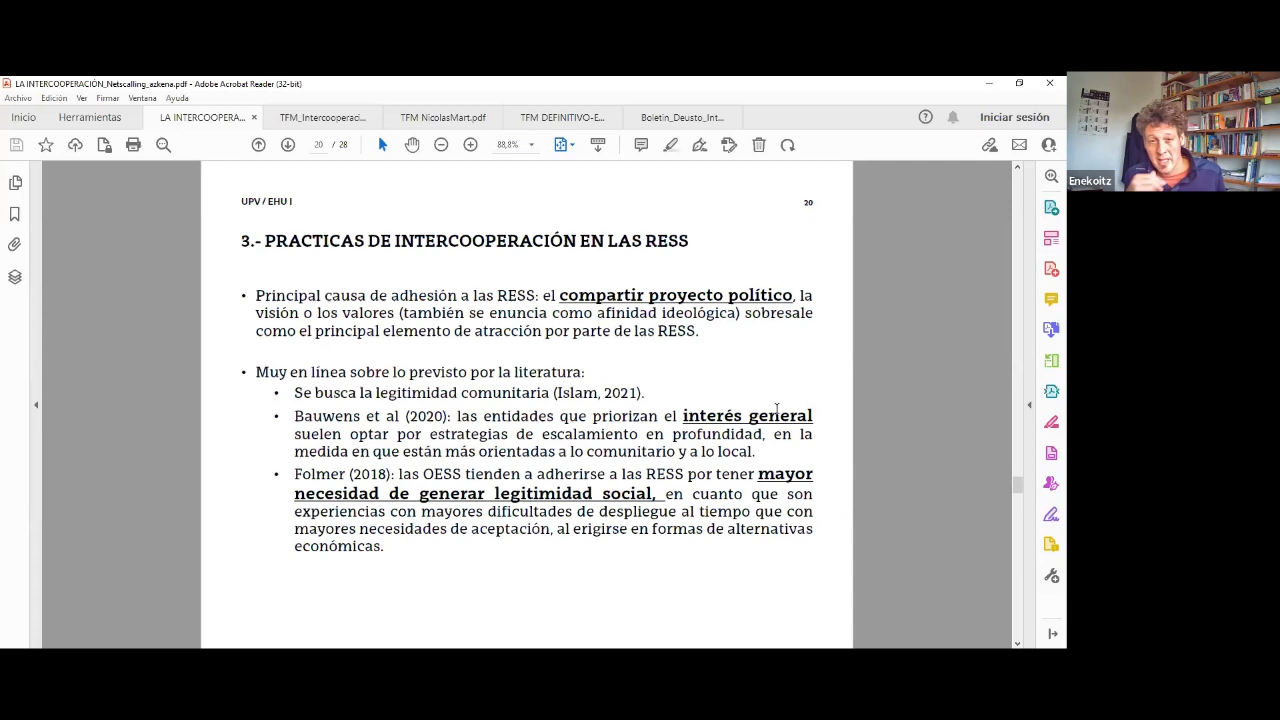 LA INTERCOOPERACIÓN_Netscalling_azkena.pdf - Adobe Acrobat Reader (32-bit)
Archivo Edición Ver Firmar Ventana Ayuda
Inicio Herramientas LA INTERCOOPERA... × TFM_Intercooperaci... TFM NicolasMart.pdf TFM DEFINITIVO-E... Boletin_Deusto_Int... Iniciar sesión
20 / 28 88,8%
Enekoitz
UPV / EHU I 20
3.- PRACTICAS DE INTERCOOPERACIÓN EN LAS RESS
• Principal causa de adhesión a las RESS: el compartir proyecto político, la
visión o los valores (también se enuncia como afinidad ideológica) sobresale
como el principal elemento de atracción por parte de las RESS.
• Muy en línea sobre lo previsto por la literatura:
• Se busca la legitimidad comunitaria (Islam, 2021).
• Bauwens et al (2020): las entidades que priorizan el interés general
suelen optar por estrategias de escalamiento en profundidad, en la
medida en que están más orientadas a lo comunitario y a lo local.
• Folmer (2018): las OESS tienden a adherirse a las RESS por tener mayor
necesidad de generar legitimidad social, en cuanto que son
experiencias con mayores dificultades de despliegue al tiempo que con
mayores necesidades de aceptación, al erigirse en formas de alternativas
económicas.